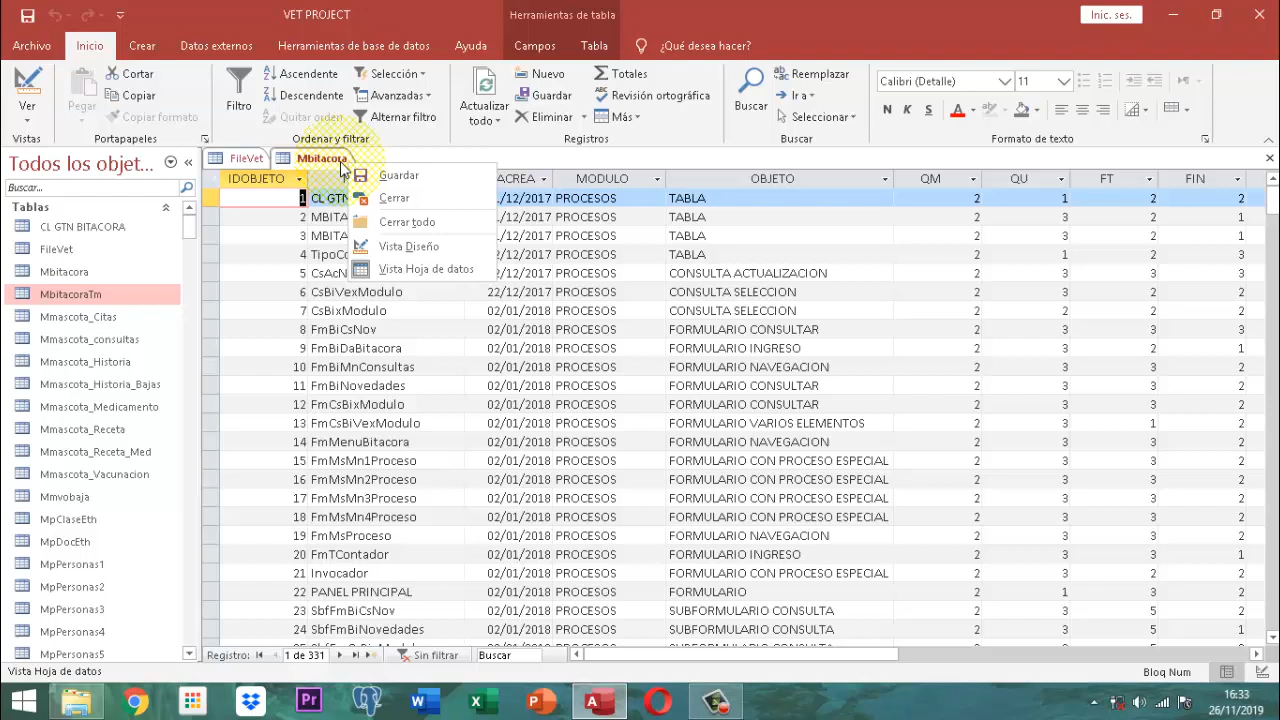 VET PROJECT
Herramientas de tabla
Inic. ses.
Archivo Inicio Crear Datos externos Herramientas de base de datos Ayuda Campos Tabla ¿Qué desea hacer?
Ver
Vistas
Pegar
Cortar
Copiar
Copiar formato
Portapapeles
Filtro
Ascendente
Descendente
Quitar orden
Selección
Avanzadas
Alternar filtro
Ordenar y filtrar
Actualizar todo
Nuevo
Guardar
Eliminar
Totales
Revisión ortográfica
Más
Registros
Buscar
Reemplazar
Ir a
Seleccionar
Buscar
Calibri (Detalle) 11
N K S A
Formato de texto
Todos los objet...
Buscar...
Tablas
CL GTN BITACORA
FileVet
Mbitacora
MbitacoraTm
Mmascota_Citas
Mmascota_consultas
Mmascota_Historia
Mmascota_Historia_Bajas
Mmascota_Medicamento
Mmascota_Receta
Mmascota_Receta_Med
Mmascota_Vacunacion
Mmvobaja
MpClaseEth
MpDocEth
MpPersonas1
MpPersonas2
MpPersonas3
MpPersonas4
MpPersonas5
FileVet Mbitacora
Guardar
Cerrar
Cerrar todo
Vista Diseño
Vista Hoja de datos
IDOBJETO ACREA MODULO OBJETO QM QU FT FIN
1 CL GTN 1/12/2017 PROCESOS TABLA 2 1 2 2
2 MBITA 1/12/2017 PROCESOS TABLA 2 3 2 1
3 MBITA 1/12/2017 PROCESOS TABLA 2 3 2 2
4 TipoCo 1/12/2017 PROCESOS TABLA 2 1 2 3
5 CsAcN 2/12/2017 PROCESOS CONSULTA ACTUALIZACION 2 3 3 2
6 CsBiVexModulo 22/12/2017 PROCESOS CONSULTA SELECCION 2 3 3 2
7 CsBixModulo 02/01/2018 PROCESOS CONSULTA SELECCION 2 2 2 2
8 FmBiCsNov 02/01/2018 PROCESOS FORMULARIO CONSULTAR 2 3 3 3
9 FmBiDaBitacora 02/01/2018 PROCESOS FORMULARIO INGRESO 2 3 2 1
10 FmBiMnConsultas 02/01/2018 PROCESOS FORMULARIO NAVEGACION 2 3 3 2
11 FmBiNovedades 02/01/2018 PROCESOS FORMULARIO CONSULTAR 2 3 3 2
12 FmCsBixModulo 02/01/2018 PROCESOS FORMULARIO CONSULTAR 2 3 3 2
13 FmCsBiVexModulo 02/01/2018 PROCESOS FORMULARIO VARIOS ELEMENTOS 2 3 1 2
14 FmMenuBitacora 02/01/2018 PROCESOS FORMULARIO NAVEGACION 2 3 3 2
15 FmMsMn1Proceso 02/01/2018 PROCESOS FORMULARIO CON PROCESO ESPECIAL 2 3 3 2
16 FmMsMn2Proceso 02/01/2018 PROCESOS FORMULARIO CON PROCESO ESPECIAL 2 3 3 2
17 FmMsMn3Proceso 02/01/2018 PROCESOS FORMULARIO CON PROCESO ESPECIAL 2 3 3 2
18 FmMsMn4Proceso 02/01/2018 PROCESOS FORMULARIO CON PROCESO ESPECIAL 2 3 3 2
19 FmMsProceso 02/01/2018 PROCESOS FORMULARIO NAVEGACION 2 3 3 2
20 FmTContador 02/01/2018 PROCESOS FORMULARIO INGRESO 2 3 3 1
21 Invocador 02/01/2018 PROCESOS FORMULARIO CON PROCESO ESPECIAL 2 3 3 2
22 PANEL PRINCIPAL 02/01/2018 PROCESOS FORMULARIO 2 1 3 2
23 SbfFmBiCsNov 02/01/2018 PROCESOS SUBFORMULARIO CONSULTA 2 3 5 2
24 SbfFmBiNovedades 02/01/2018 PROCESOS SUBFORMULARIO CONSULTA 2 3 5 1
Registro: 1 de 331 Sin filtrar Buscar
Vista Hoja de datos Bloq Num
16:33
26/11/2019